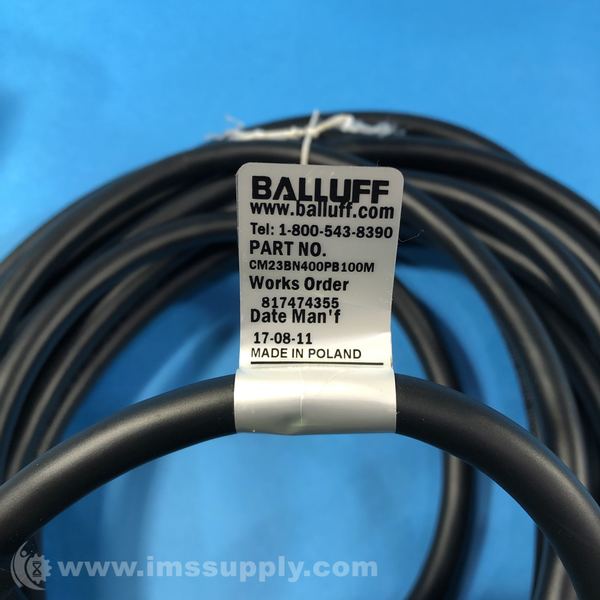 BALLUFF
www.balluff.com
Tel: 1-800-543-8390
PART NO.
CM23BN400PB100M
Works Order
817474355
Date Man'f
17-08-11
MADE IN POLAND
www.imssupply.com